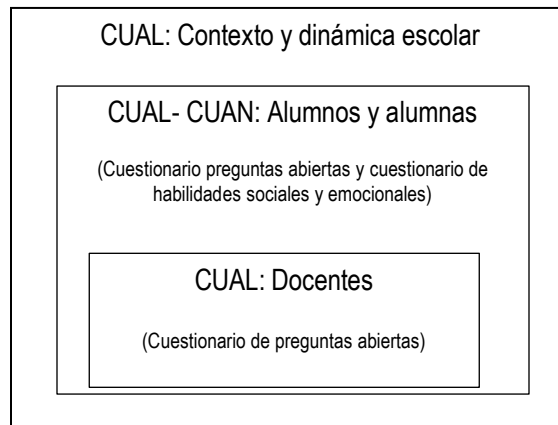 CUAL: Contexto y dinámica escolar
CUAL- CUAN: Alumnos y alumnas
(Cuestionario preguntas abiertas y cuestionario de
habilidades sociales y emocionales)
CUAL: Docentes
(Cuestionario de preguntas abiertas)